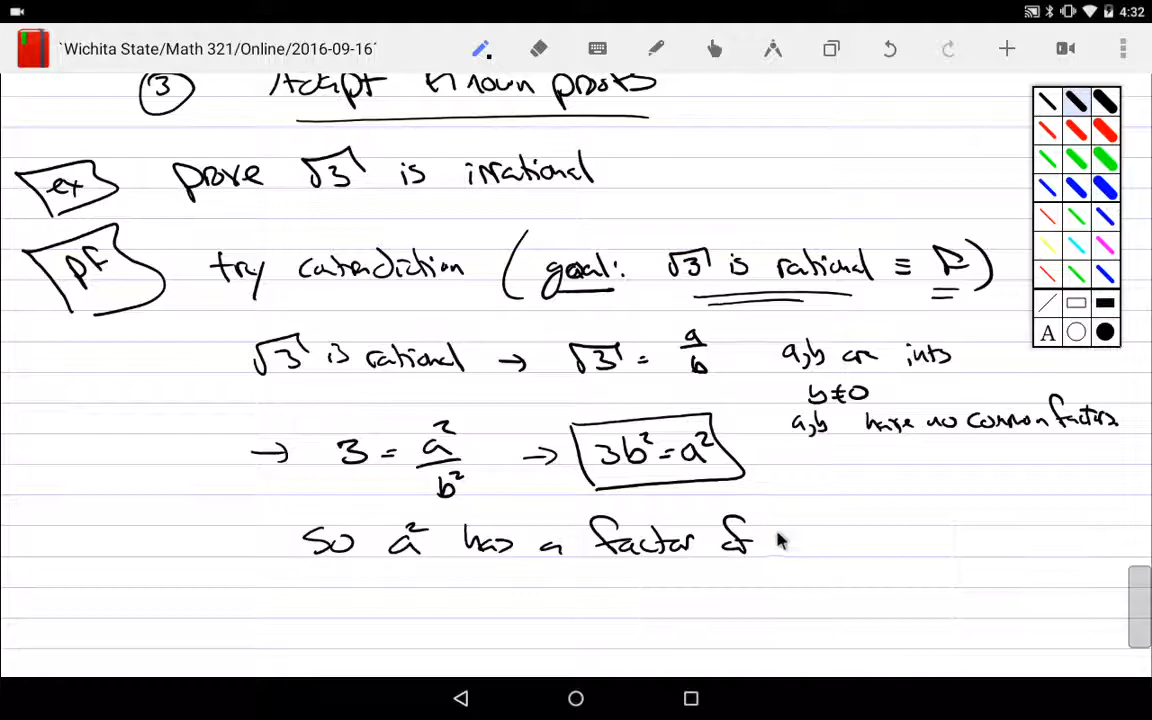 4:32
`Wichita State/Math 321/Online/2016-09-16`
③ Adapt known proofs
ex prove √3 is irrational
pf try contradiction (goal: √3 is rational ≡ F)
√3 is rational → √3 = a/b a,b are ints
b≠0
a,b have no common factors
→ 3 = a²/b² → 3b² = a²
So a² has a factor of
A